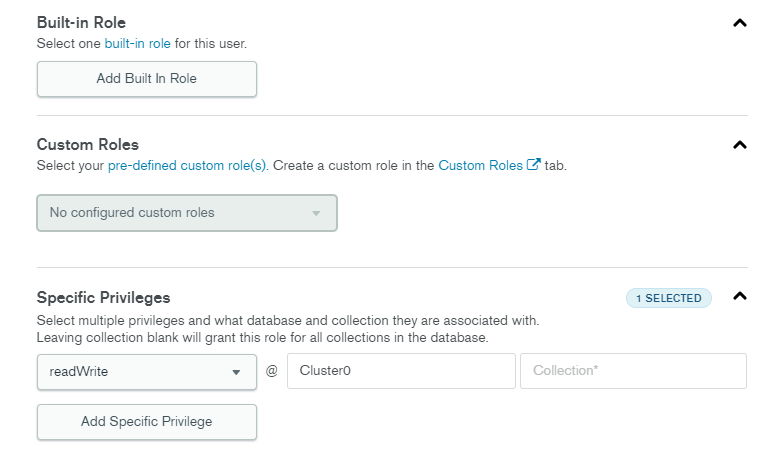 Built-in Role
Select one built-in role for this user.
Add Built In Role
Custom Roles
Select your pre-defined custom role(s). Create a custom role in the Custom Roles tab.
No configured custom roles
Specific Privileges
1 SELECTED
Select multiple privileges and what database and collection they are associated with.
Leaving collection blank will grant this role for all collections in the database.
readWrite @ Cluster0 Collection*
Add Specific Privilege